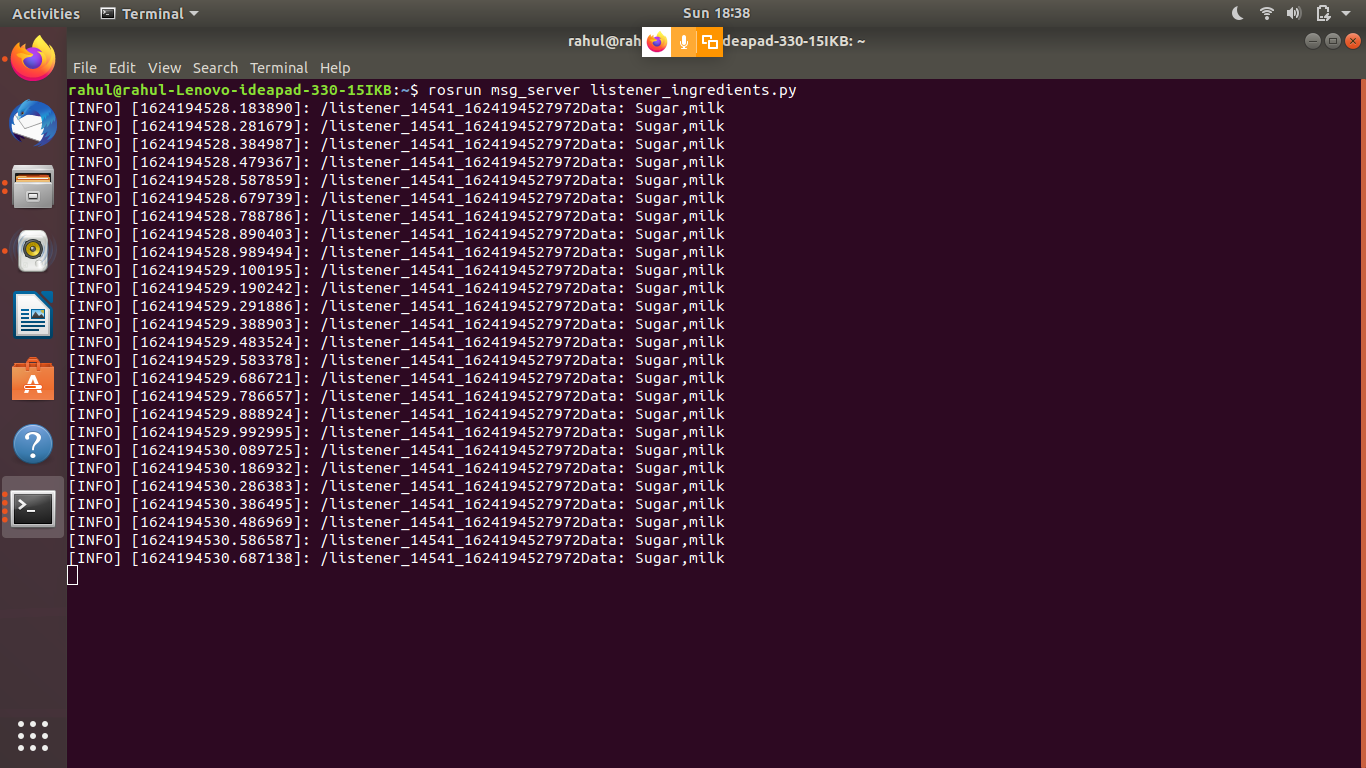 Activities Terminal Sun 18:38
rahul@rah ideapad-330-15IKB: ~
File Edit View Search Terminal Help
rahul@rahul-Lenovo-ideapad-330-15IKB:~$ rosrun msg_server listener_ingredients.py
[INFO] [1624194528.183890]: /listener_14541_1624194527972Data: Sugar,milk
[INFO] [1624194528.281679]: /listener_14541_1624194527972Data: Sugar,milk
[INFO] [1624194528.384987]: /listener_14541_1624194527972Data: Sugar,milk
[INFO] [1624194528.479367]: /listener_14541_1624194527972Data: Sugar,milk
[INFO] [1624194528.587859]: /listener_14541_1624194527972Data: Sugar,milk
[INFO] [1624194528.679739]: /listener_14541_1624194527972Data: Sugar,milk
[INFO] [1624194528.788786]: /listener_14541_1624194527972Data: Sugar,milk
[INFO] [1624194528.890403]: /listener_14541_1624194527972Data: Sugar,milk
[INFO] [1624194528.989494]: /listener_14541_1624194527972Data: Sugar,milk
[INFO] [1624194529.100195]: /listener_14541_1624194527972Data: Sugar,milk
[INFO] [1624194529.190242]: /listener_14541_1624194527972Data: Sugar,milk
[INFO] [1624194529.291886]: /listener_14541_1624194527972Data: Sugar,milk
[INFO] [1624194529.388903]: /listener_14541_1624194527972Data: Sugar,milk
[INFO] [1624194529.483524]: /listener_14541_1624194527972Data: Sugar,milk
[INFO] [1624194529.583378]: /listener_14541_1624194527972Data: Sugar,milk
[INFO] [1624194529.686721]: /listener_14541_1624194527972Data: Sugar,milk
[INFO] [1624194529.786657]: /listener_14541_1624194527972Data: Sugar,milk
[INFO] [1624194529.888924]: /listener_14541_1624194527972Data: Sugar,milk
[INFO] [1624194529.992995]: /listener_14541_1624194527972Data: Sugar,milk
[INFO] [1624194530.089725]: /listener_14541_1624194527972Data: Sugar,milk
[INFO] [1624194530.186932]: /listener_14541_1624194527972Data: Sugar,milk
[INFO] [1624194530.286383]: /listener_14541_1624194527972Data: Sugar,milk
[INFO] [1624194530.386495]: /listener_14541_1624194527972Data: Sugar,milk
[INFO] [1624194530.486969]: /listener_14541_1624194527972Data: Sugar,milk
[INFO] [1624194530.586587]: /listener_14541_1624194527972Data: Sugar,milk
[INFO] [1624194530.687138]: /listener_14541_1624194527972Data: Sugar,milk